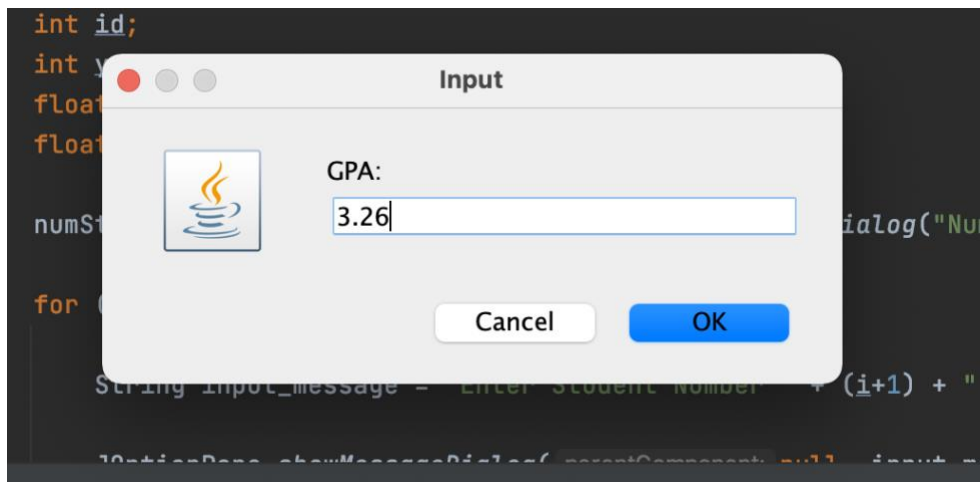 int id;
int
Input
float
float
GPA:
3.26
numSt ialog("Nu
for (
Cancel OK
String input_message = "Enter Student Number " + (i+1) + "
JOptionPane.showMessageDialog( parentComponent: null, input_m